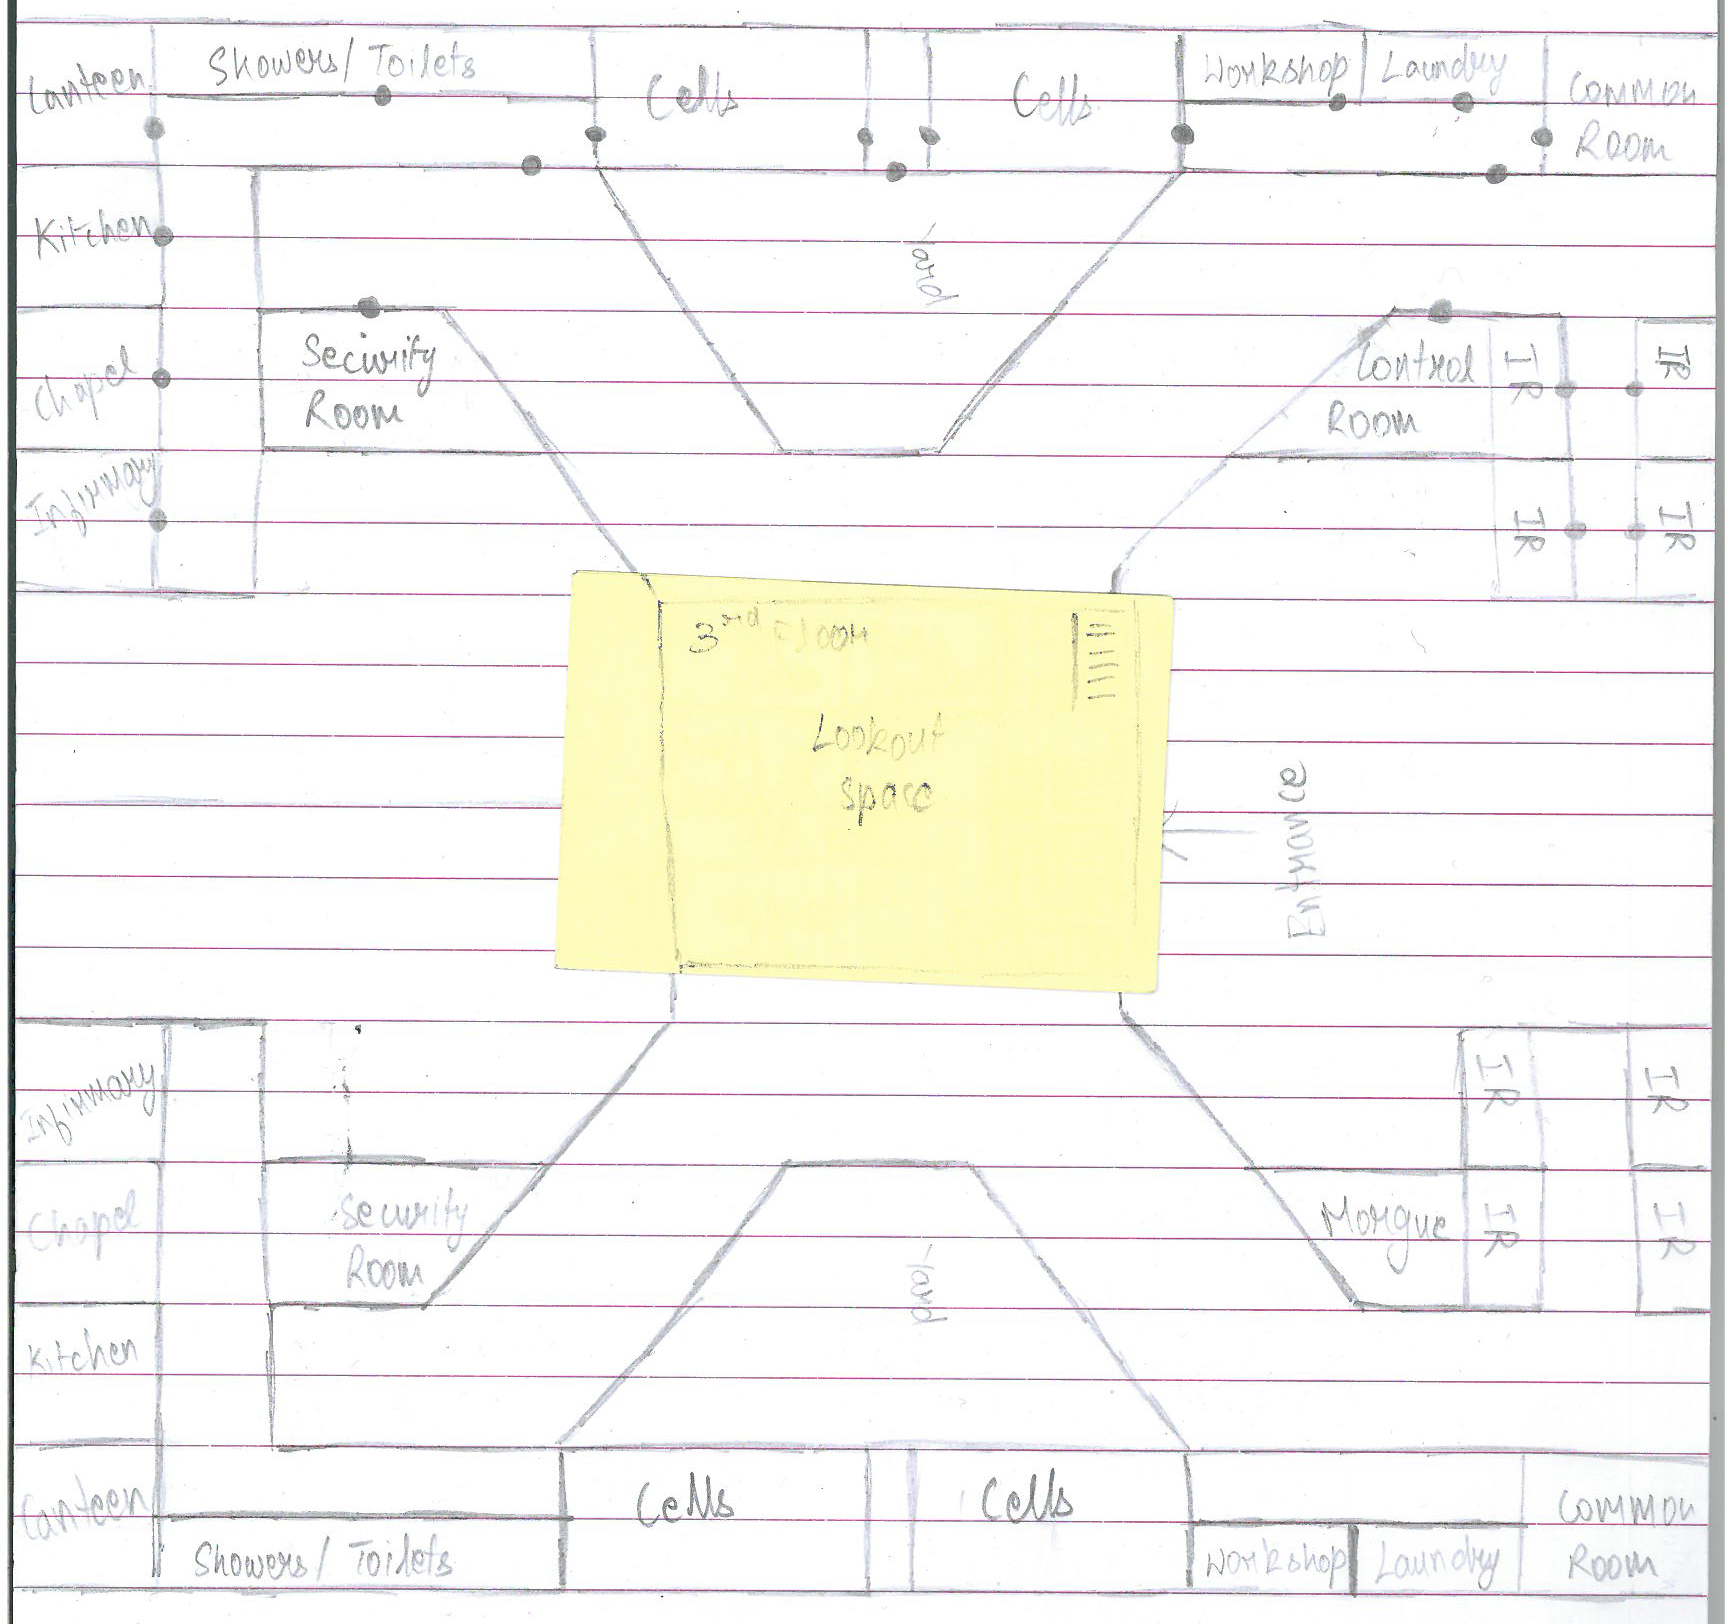 Showers/ Toilets
Cells
Cells
Workshop
Laundry
Canteen
Common
Room
Kitchen
Yard
Security
Room
Control
Room
IR
IR
Chapel
Infirmary
IR
IR
3rd Floor
Lookout
space
Entrance
Infirmary
IR
IR
Chapel
Security
Room
Morgue
IR
IR
Yard
Kitchen
Canteen
Cells
Cells
Common
Room
Showers/ Toilets
Workshop
Laundry